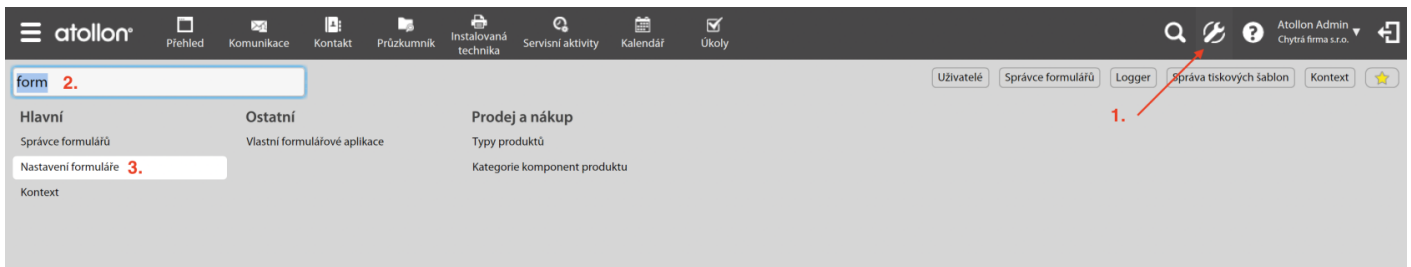 atollon
Přehled
Komunikace
Kontakt
Průzkumník
Instalovaná
technika
Servisní aktivity
Kalendář
Úkoly
?
Atollon Admin
Chytrá firma s.r.o.
form 2.
Uživatelé
Správce formulářů
Logger
Správa tiskových šablon
Kontext
1.
Hlavní
Ostatní
Prodej a nákup
Správce formulářů
Vlastní formulářové aplikace
Typy produktů
Nastavení formuláře 3.
Kategorie komponent produktu
Kontext